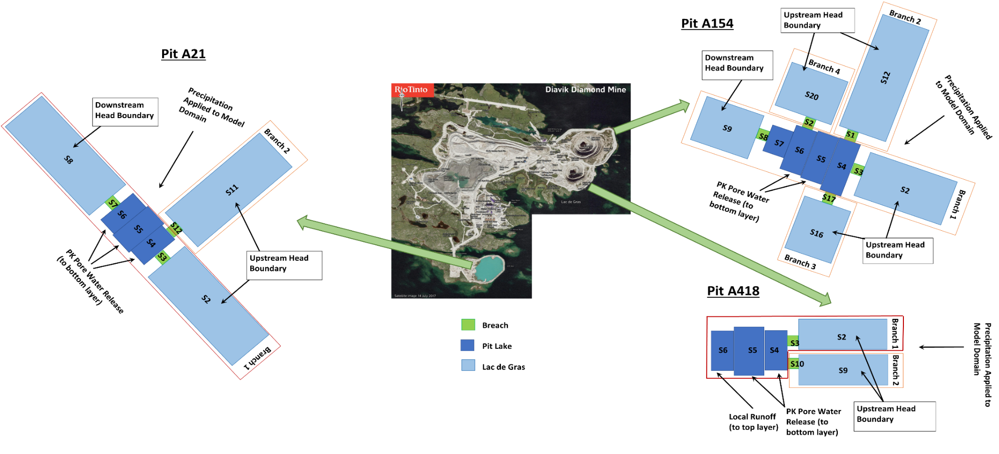 Pit A21
Downstream
Head Boundary
Precipitation
Applied to Model
Domain
Branch 2
S8
S11
S7
S6
S5
S4
S12
S3
S2
PK Pore Water Release
(to bottom layer)
Upstream Head
Boundary
Branch 1
RioTinto
Diavik Diamond Mine
Lac de Gras
Satellite image 14 July 2017
Breach
Pit Lake
Lac de Gras
Pit A154
Upstream Head
Boundary
Branch 2
Downstream
Head Boundary
Branch 4
S12
S20
Precipitation Applied
to Model Domain
S9
S2
S1
S8
S7
S6
S5
S4
S3
S2
PK Pore Water
Release (to
bottom layer)
S17
Branch 1
S16
Upstream Head
Boundary
Branch 3
Pit A418
S6
S5
S4
S3
S2
Branch 1
S10
S9
Branch 2
Precipitation Applied to
Model Domain
Local Runoff
(to top layer)
PK Pore Water
Release (to
bottom layer)
Upstream Head
Boundary